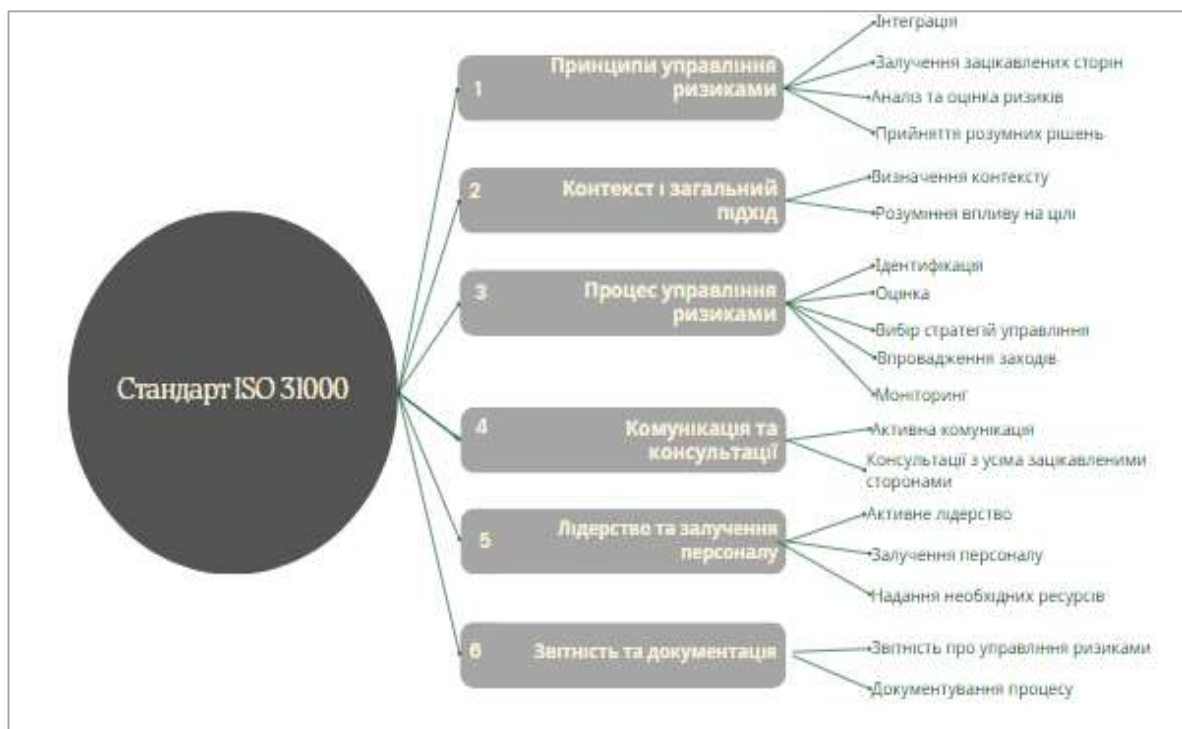 Стандарт ISO 31000
1
Принципи управління
ризиками
Інтеграція
Залучення зацікавлених сторін
Аналіз та оцінка ризиків
Прийняття розумних рішень
2
Контекст і загальний
підхід
Визначення контексту
Розуміння впливу на цілі
3
Процес управління
ризиками
Ідентифікація
Оцінка
Вибір стратегій управління
Впровадження заходів
Моніторинг
4
Комунікація та
консультації
Активна комунікація
Консультації з усіма зацікавленими
сторонами
5
Лідерство та залучення
персоналу
Активне лідерство
Залучення персоналу
Надання необхідних ресурсів
6
Звітність та документація
Звітність про управління ризиками
Документування процесу